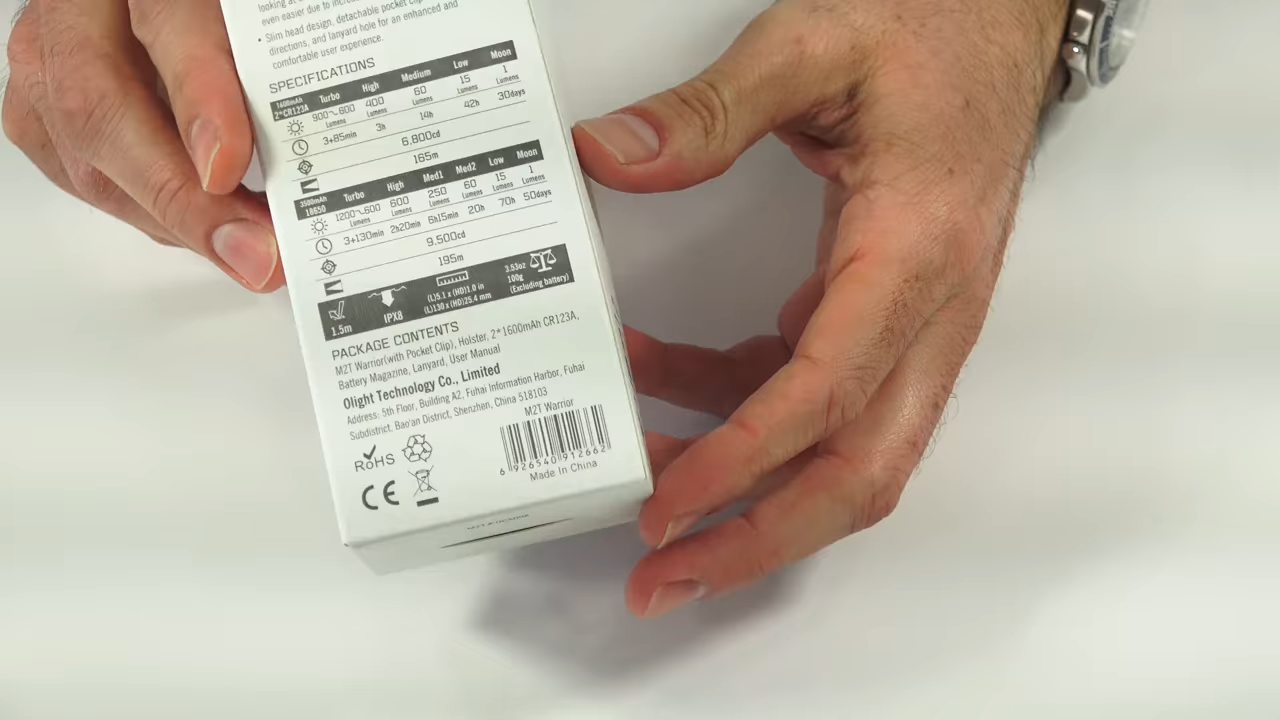 looking at
even easier due to increas
• Slim head design, detachable pocket clip
directions, and lanyard hole for an enhanced and
comfortable user experience.
SPECIFICATIONS
1600mAh 2*CR123A Turbo High Medium Low Moon
900~600 Lumens 400 Lumens 60 Lumens 15 Lumens 1 Lumens
3+85min 3h 14h 42h 30days
6,800cd
165m
3500mAh 18650 Turbo High Med1 Med2 Low Moon
1200~600 Lumens 600 Lumens 250 Lumens 60 Lumens 15 Lumens 1 Lumens
3+130min 2h20min 6h15min 20h 70h 50days
9,500cd
195m
1.5m IPX8 (L)5.1 x (HD)1.0 in (L)130 x (HD)25.4 mm 3.53oz 100g (Excluding battery)
PACKAGE CONTENTS
M2T Warrior(with Pocket Clip), Holster, 2*1600mAh CR123A,
Battery Magazine, Lanyard, User Manual
Olight Technology Co., Limited
Address: 5th Floor, Building A2, Fuhai Information Harbor, Fuhai
Subdistrict, Bao'an District, Shenzhen, China 518103
M2T Warrior
6 926540 912662
Made In China
RoHS
CE